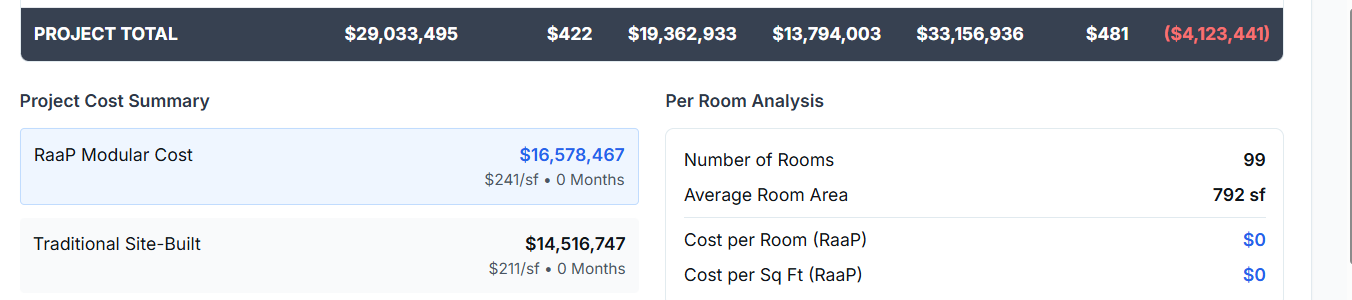 PROJECT TOTAL $29,033,495 $422 $19,362,933 $13,794,003 $33,156,936 $481 ($4,123,441)
Project Cost Summary
RaaP Modular Cost $16,578,467
$241/sf • 0 Months
Traditional Site-Built $14,516,747
$211/sf • 0 Months
Per Room Analysis
Number of Rooms 99
Average Room Area 792 sf
Cost per Room (RaaP) $0
Cost per Sq Ft (RaaP) $0